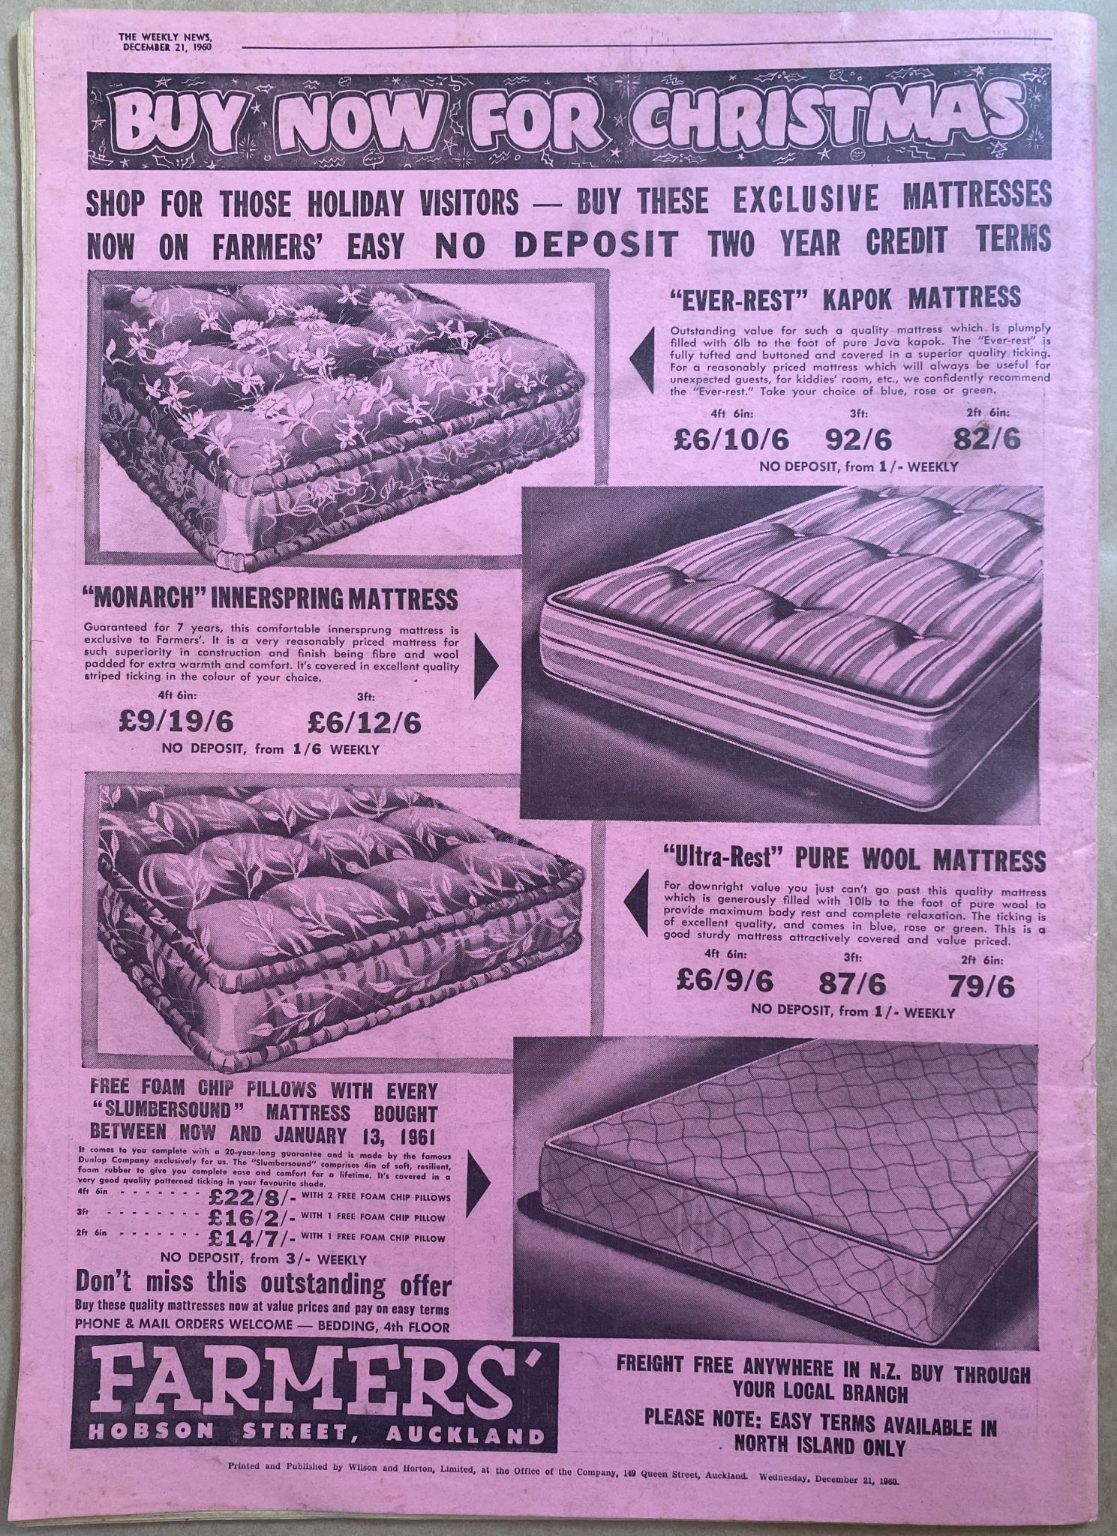 THE WEEKLY NEWS,
DECEMBER 21, 1960
BUY NOW FOR CHRISTMAS
SHOP FOR THOSE HOLIDAY VISITORS — BUY THESE EXCLUSIVE MATTRESSES
NOW ON FARMERS' EASY NO DEPOSIT TWO YEAR CREDIT TERMS
"EVER-REST" KAPOK MATTRESS
Outstanding value for such a quality mattress which is plumply
filled with 6lb to the foot of pure Java kapok. The "Ever-rest" is
fully tufted and buttoned and covered in a superior quality ticking.
For a reasonably priced mattress which will always be useful for
unexpected guests, for kiddies' room, etc., we confidently recommend
the "Ever-rest." Take your choice of blue, rose or green.
4ft 6in: 3ft: 2ft 6in:
£6/10/6 92/6 82/6
NO DEPOSIT, from 1/- WEEKLY
"MONARCH" INNERSPRING MATTRESS
Guaranteed for 7 years, this comfortable innersprung mattress is
exclusive to Farmers'. It is a very reasonably priced mattress for
such superiority in construction and finish being fibre and wool
padded for extra warmth and comfort. It's covered in excellent quality
striped ticking in the colour of your choice.
4ft 6in: 3ft:
£9/19/6 £6/12/6
NO DEPOSIT, from 1/6 WEEKLY
"Ultra-Rest" PURE WOOL MATTRESS
For downright value you just can't go past this quality mattress
which is generously filled with 10lb to the foot of pure wool to
provide maximum body rest and complete relaxation. The ticking is
of excellent quality, and comes in blue, rose or green. This is a
good sturdy mattress attractively covered and value priced.
4ft 6in: 3ft: 2ft 6in:
£6/9/6 87/6 79/6
NO DEPOSIT, from 1/- WEEKLY
FREE FOAM CHIP PILLOWS WITH EVERY
"SLUMBERSOUND" MATTRESS BOUGHT
BETWEEN NOW AND JANUARY 13, 1961
It comes to you complete with a 20-year-long guarantee and is made by the famous
Dunlop Company exclusively for us. The "Slumbersound" comprises 4in of soft, resilient,
foam rubber to give you complete ease and comfort for a lifetime. It's covered in a
very good quality patterned ticking in your favourite shade.
4ft 6in - - - - - - - £22/8/- WITH 2 FREE FOAM CHIP PILLOWS
3ft - - - - - - - - £16/2/- WITH 1 FREE FOAM CHIP PILLOW
2ft 6in - - - - - - - £14/7/- WITH 1 FREE FOAM CHIP PILLOW
NO DEPOSIT, from 3/- WEEKLY
Don't miss this outstanding offer
Buy these quality mattresses now at value prices and pay on easy terms
PHONE & MAIL ORDERS WELCOME — BEDDING, 4th FLOOR
FARMERS'
HOBSON STREET, AUCKLAND
FREIGHT FREE ANYWHERE IN N.Z. BUY THROUGH
YOUR LOCAL BRANCH
PLEASE NOTE: EASY TERMS AVAILABLE IN
NORTH ISLAND ONLY
Printed and Published by Wilson and Horton, Limited, at the Office of the Company, 149 Queen Street, Auckland. Wednesday, December 21, 1960.